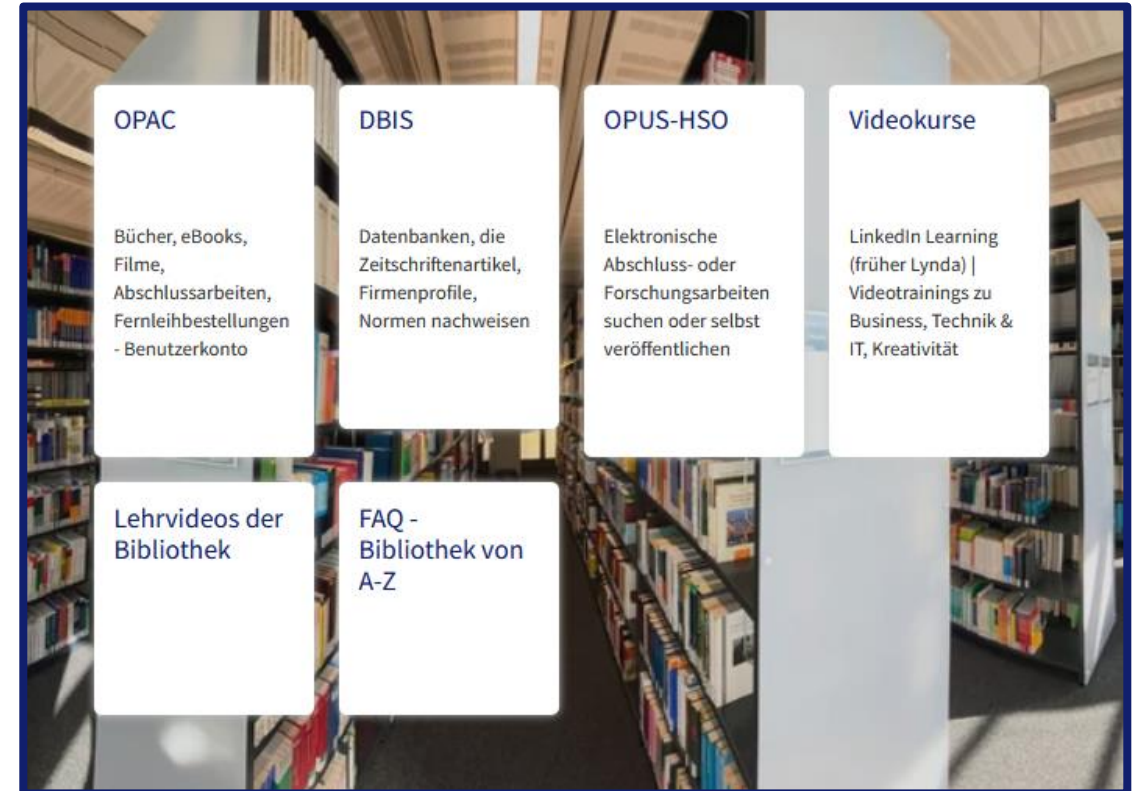 OPAC
Bücher, eBooks,
Filme,
Abschlussarbeiten,
Fernleihbestellungen
- Benutzerkonto
DBIS
Datenbanken, die
Zeitschriftenartikel,
Firmenprofile,
Normen nachweisen
OPUS-HSO
Elektronische
Abschluss- oder
Forschungsarbeiten
suchen oder selbst
veröffentlichen
Videokurse
LinkedIn Learning
(früher Lynda) |
Videotrainings zu
Business, Technik &
IT, Kreativität
Lehrvideos der
Bibliothek
FAQ -
Bibliothek von
A-Z